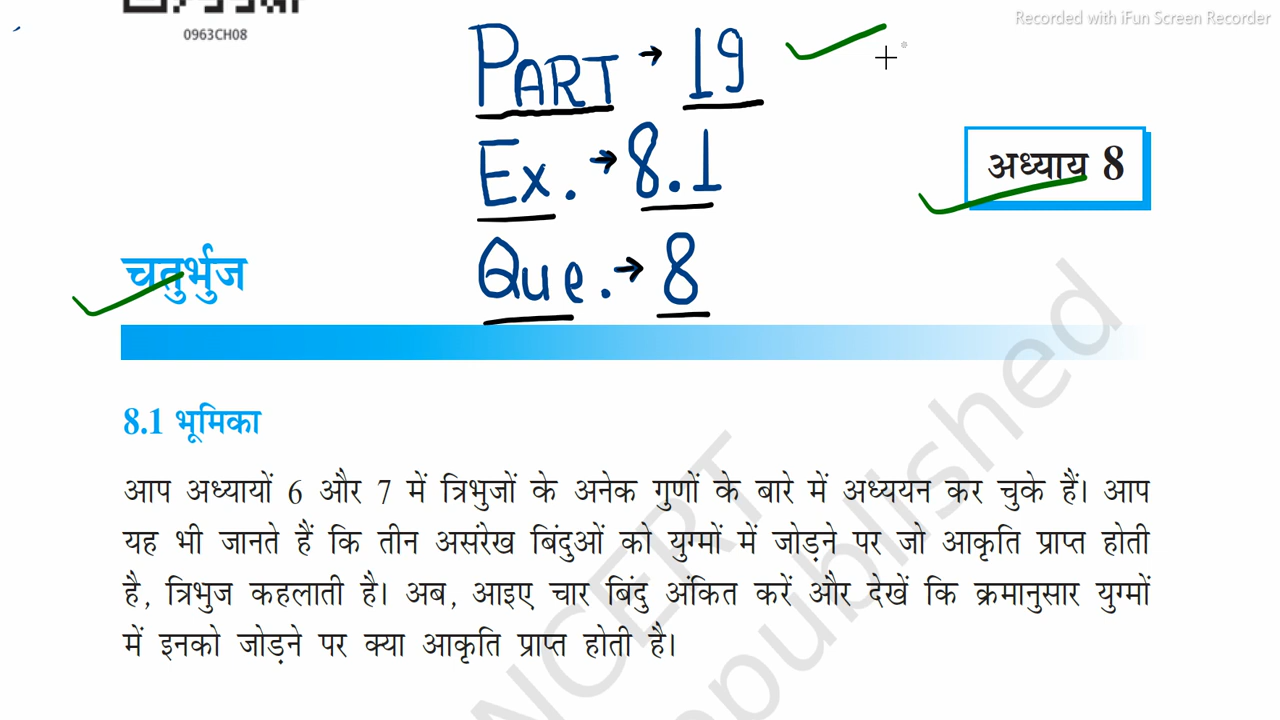 Recorded with iFun Screen Recorder
0963CH08
PART → 19
Ex. → 8.1
अध्याय 8
Que. → 8
चतुर्भुज
8.1 भूमिका
आप अध्यायों 6 और 7 में त्रिभुजों के अनेक गुणों के बारे में अध्ययन कर चुके हैं। आप
यह भी जानते हैं कि तीन असंरेख बिंदुओं को युग्मों में जोड़ने पर जो आकृति प्राप्त होती
है, त्रिभुज कहलाती है। अब, आइए चार बिंदु अंकित करें और देखें कि क्रमानुसार युग्मों
में इनको जोड़ने पर क्या आकृति प्राप्त होती है।
NCERT
republished